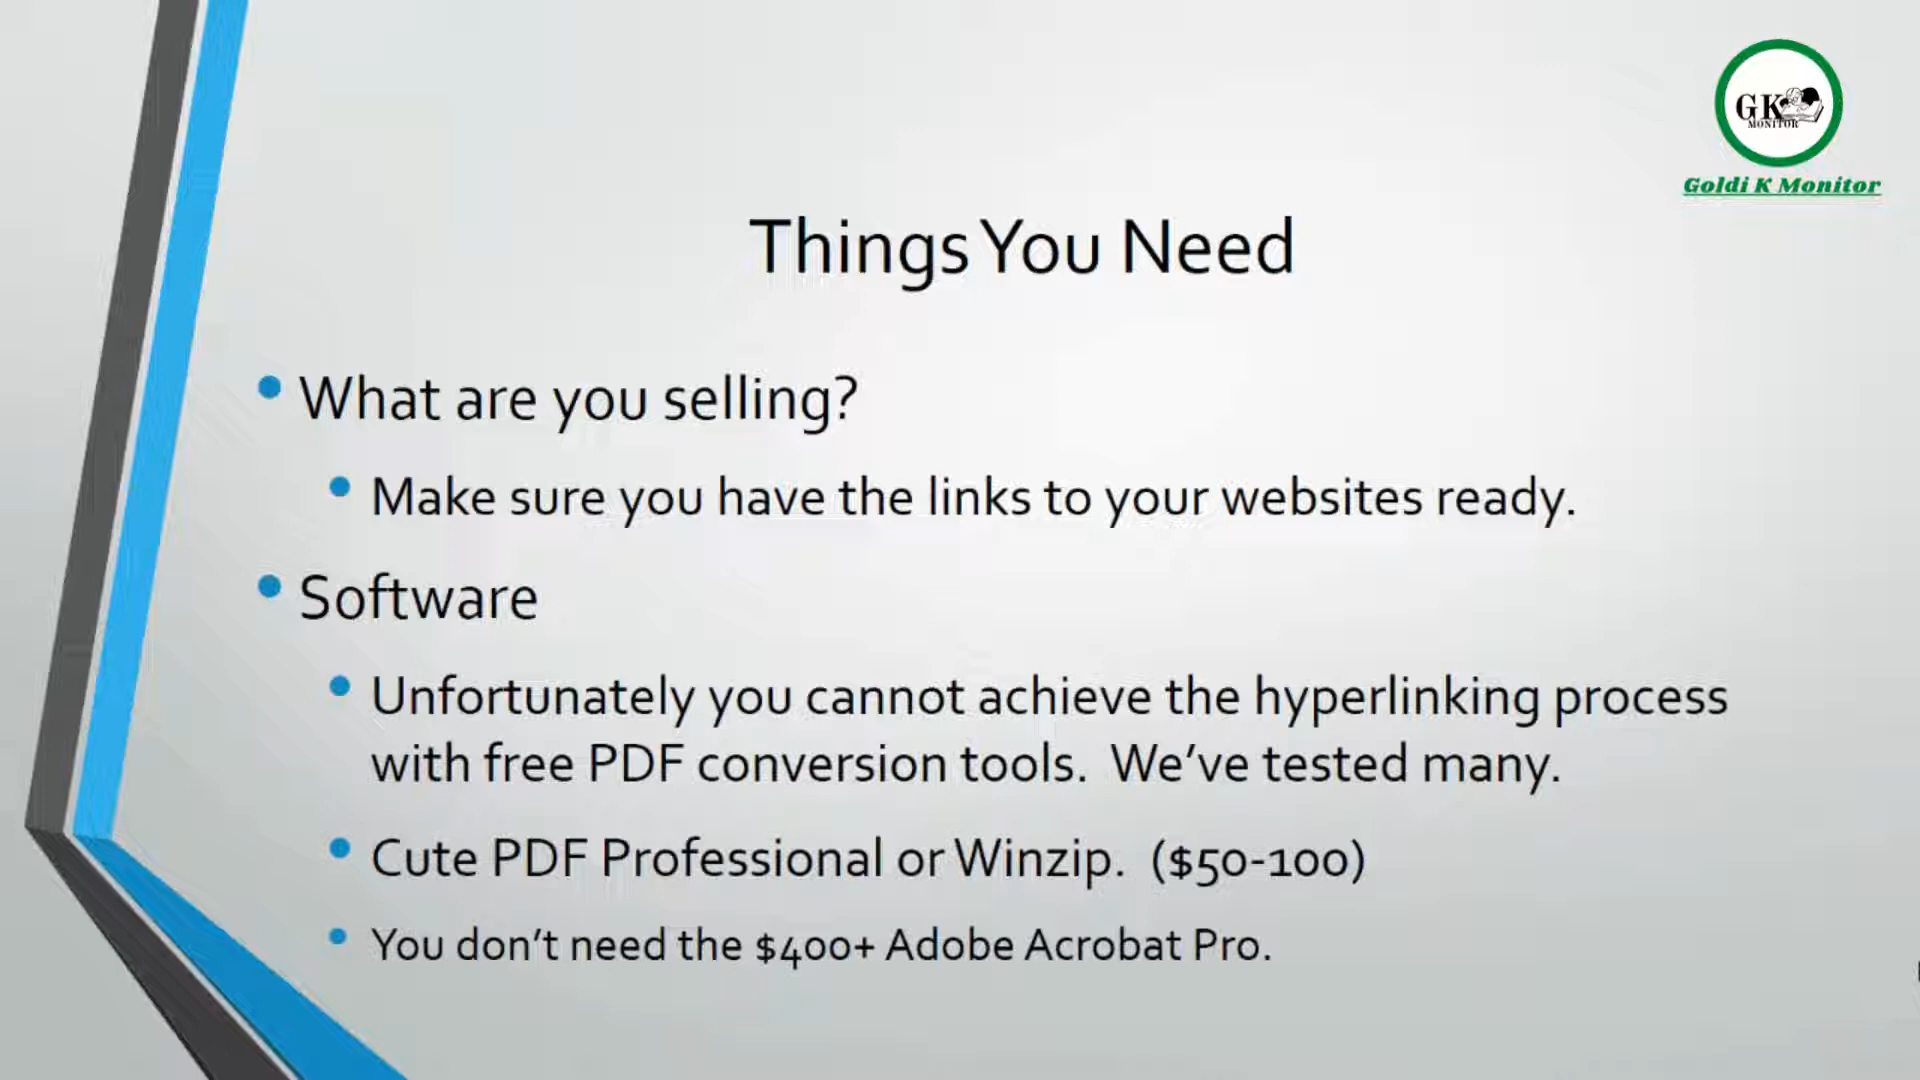 GK
MONITOR
Goldi K Monitor
Things You Need
• What are you selling?
• Make sure you have the links to your websites ready.
• Software
• Unfortunately you cannot achieve the hyperlinking process
with free PDF conversion tools.  We’ve tested many.
• Cute PDF Professional or Winzip.  ($50-100)
• You don’t need the $400+ Adobe Acrobat Pro.